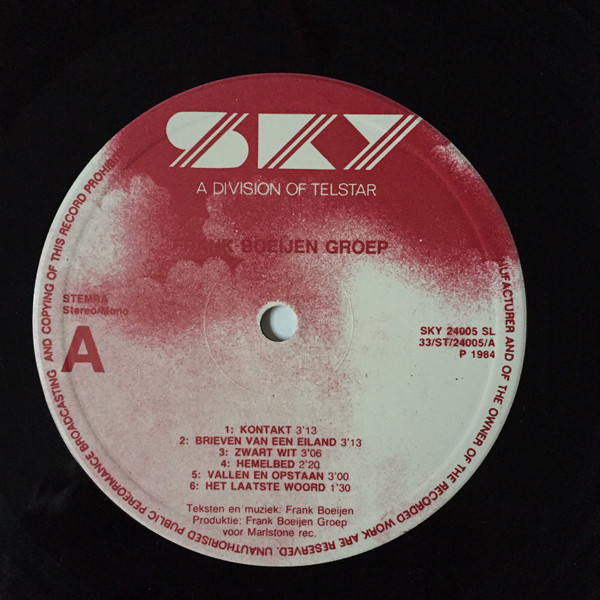 SKY
A DIVISION OF TELSTAR
FRANK BOEIJEN GROEP
STEMRA
Stereo/Mono
A
SKY 24005 SL
33/ST/24005/A
P 1984
1: KONTAKT 3'13
2: BRIEVEN VAN EEN EILAND 3'13
3: ZWART WIT 3'06
4: HEMELBED 2'20
5: VALLEN EN OPSTAAN 3'00
6: HET LAATSTE WOORD 1'30
Teksten en muziek: Frank Boeijen
Produktie: Frank Boeijen Groep
voor Marlstone rec.
UFACTURER AND OF THE OWNER OF THE RECORDED WORK ARE RESERVED. UNAUTHORISED PUBLIC PERFORMANCE BROADCASTING AND COPYING OF THIS RECORD PROHIBI